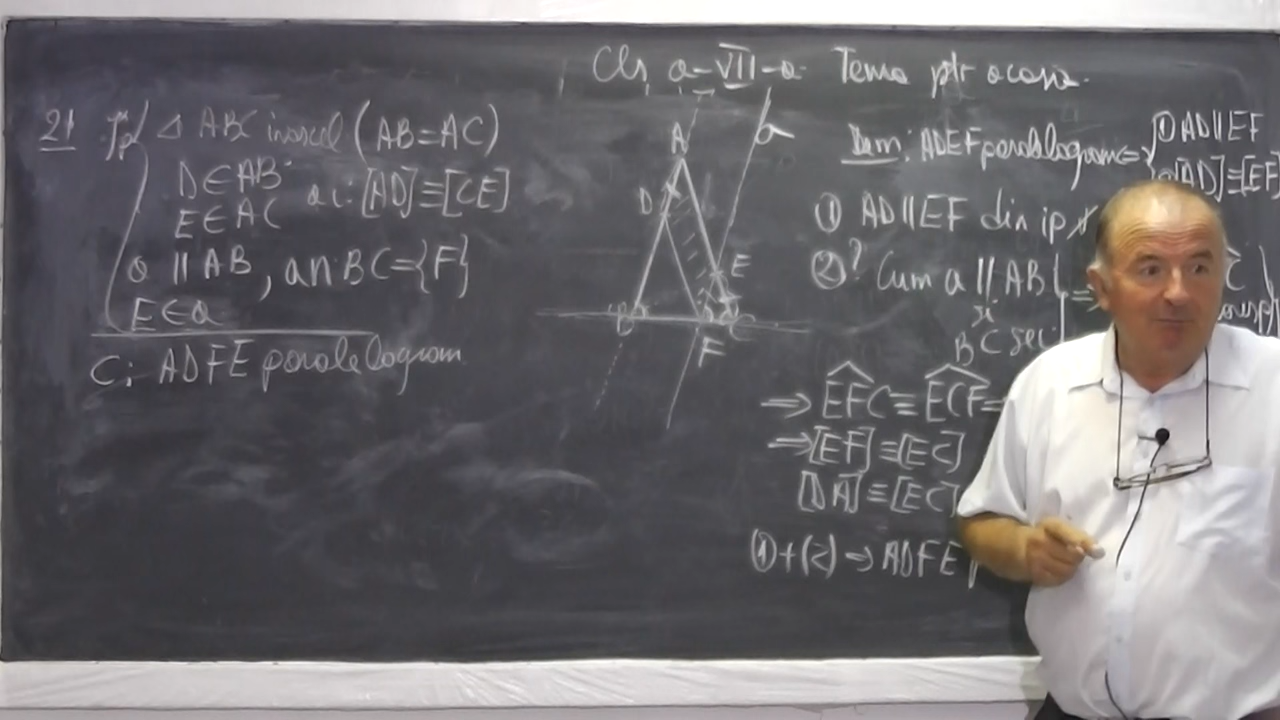 Cls a-VII-a Tema ptr acasă
21 Ip/ Δ ABC isoscel (AB=AC)
D∈AB
E∈AC a.î. [AD]≡[CE]
a ∥ AB, a∩BC={F}
E∈a
C: ADFE paralelogram
A
a
D
E
B
C
F
Dem: ADEF paralelogram
① AD∥EF
[AD]≡[EF]
① AD∥EF din ip
②? Cum a ∥ AB
și
BC sec
=>
C
=> EFC≡ECF=
=> [EF]≡[EC]
[DA]≡[EC]
①+(2) => ADFE